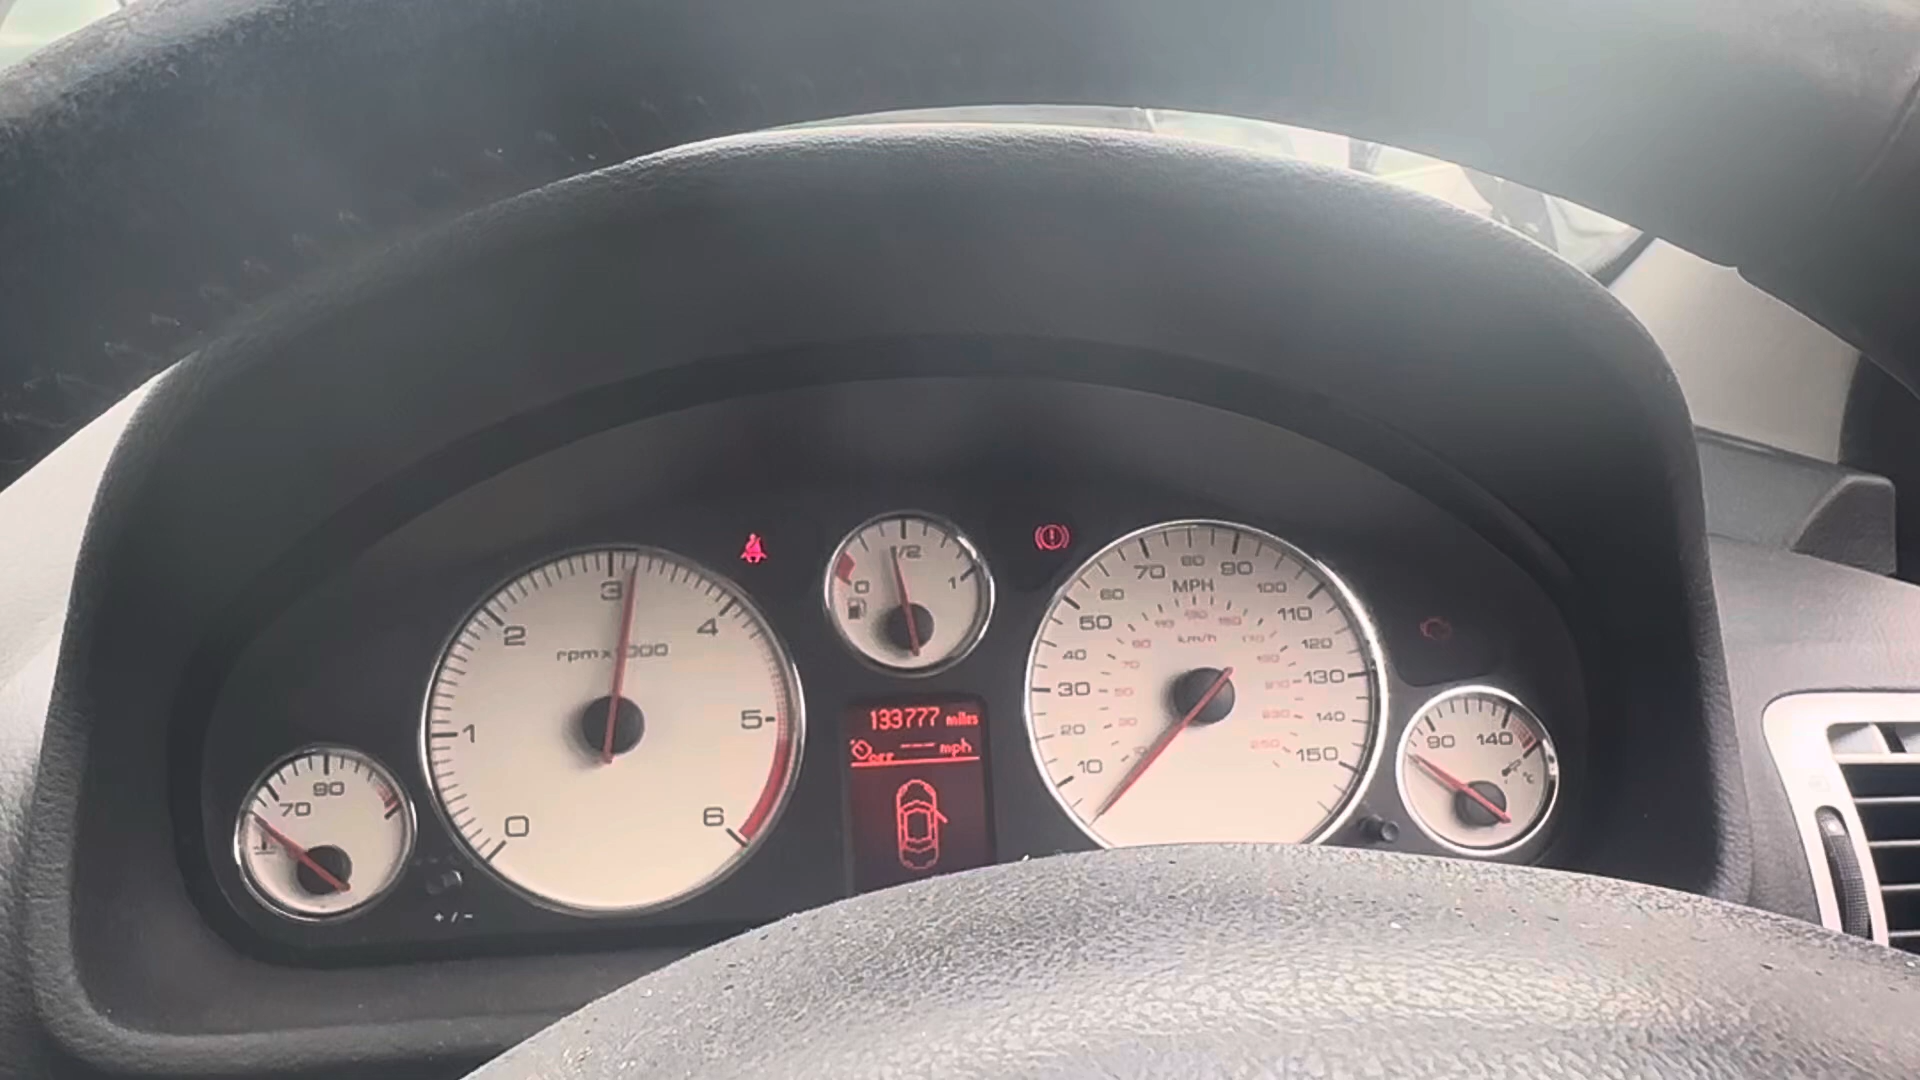 0 1 2 3 4 5 6
rpm x 1000
70 90
+ / -
0 1/2 1
133777 miles
OFF --- mph
10 20 30 40 50 60 70 80 90 100 110 120 130 140 150
MPH
km/h
90 140
°C